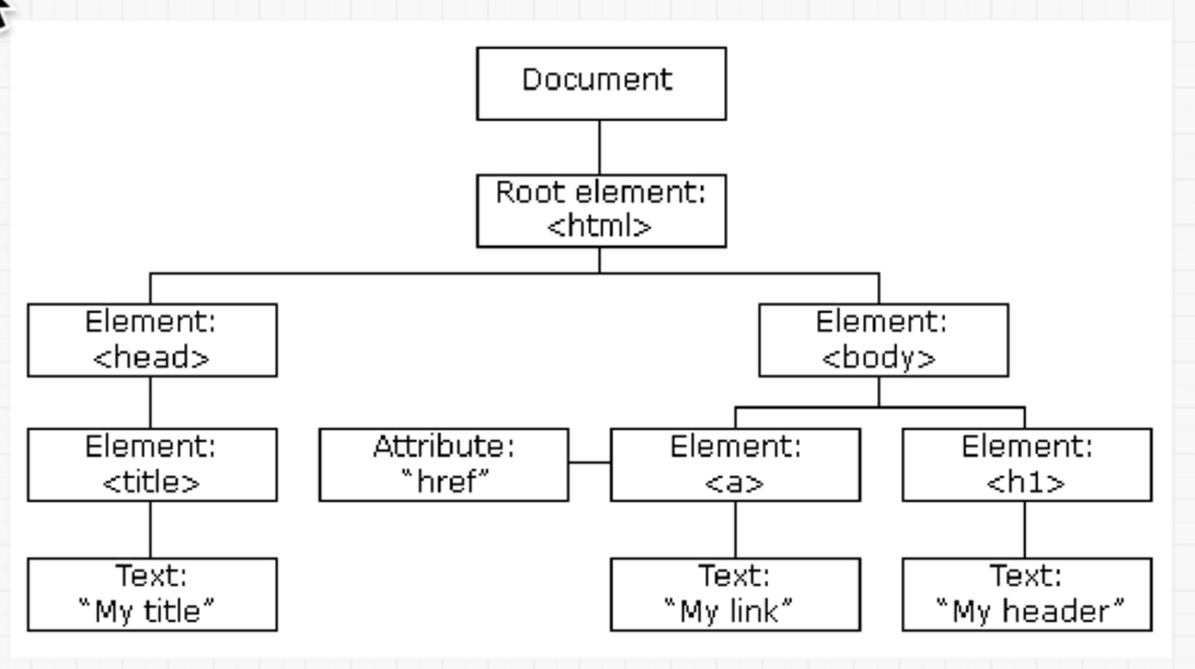 Document
Root element:
<html>
Element:
<head>
Element:
<body>
Element:
<title>
Attribute:
“href”
Element:
<a>
Element:
<h1>
Text:
“My title”
Text:
“My link”
Text:
“My header”